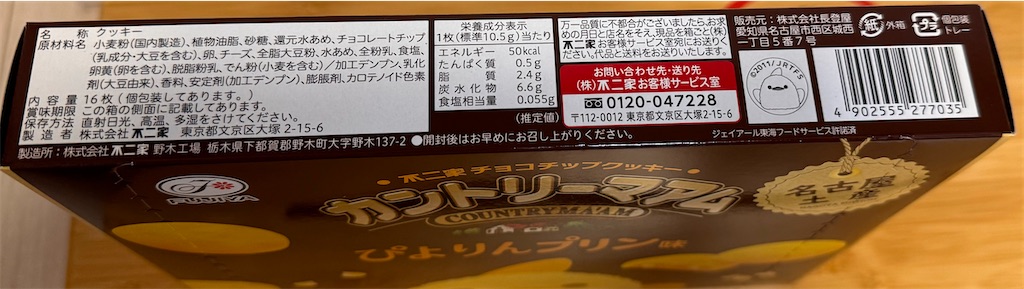 名称 クッキー
原材料名 小麦粉(国内製造)、植物油脂、砂糖、還元水あめ、チョコレートチップ
(乳成分・大豆を含む)、卵、チーズ、全脂大豆粉、水あめ、全粉乳、食塩、
卵黄(卵を含む)、脱脂粉乳、でん粉(小麦を含む)/加工デンプン、乳化
剤(大豆由来)、香料、安定剤(加工デンプン)、膨脹剤、カロテノイド色素
内容量 16枚(個包装してあります。)
賞味期限 この箱の側面に記載してあります。
保存方法 直射日光、高温、多湿をさけてください。
製造者 株式会社 不二家 東京都文京区大塚2-15-6
製造所:株式会社 不二家 野木工場 栃木県下都賀郡野木町大字野木137-2 ●開封後はお早めにお召し上がりください。
栄養成分表示
1枚(標準10.5g)当たり
エネルギー 50kcal
たんぱく質 0.5g
脂質 2.4g
炭水化物 6.6g
食塩相当量 0.055g
(推定値)
万一品質に不都合がございましたら、お求
めの月日と店名をそえ、現品を箱ごと(株)
不二家 お客様サービス室宛にお送りく
ださい。代品と送料をお送りいたします。
お問い合わせ先・送り先
(株)不二家 お客様サービス室
0120-047228
〒112-0012 東京都文京区大塚2-15-6
販売元:株式会社長登屋
愛知県名古屋市西区城西
一丁目5番7号
紙 外箱
プラ 個包装 トレー
©2011/JRTFS
4 902555 277035
ジェイアール東海フードサービス許諾済
FUJIYA
不二家チョコチップクッキー
カントリーマアム
COUNTRY MA'AM
ぴよりんプリン味
名古屋
土産